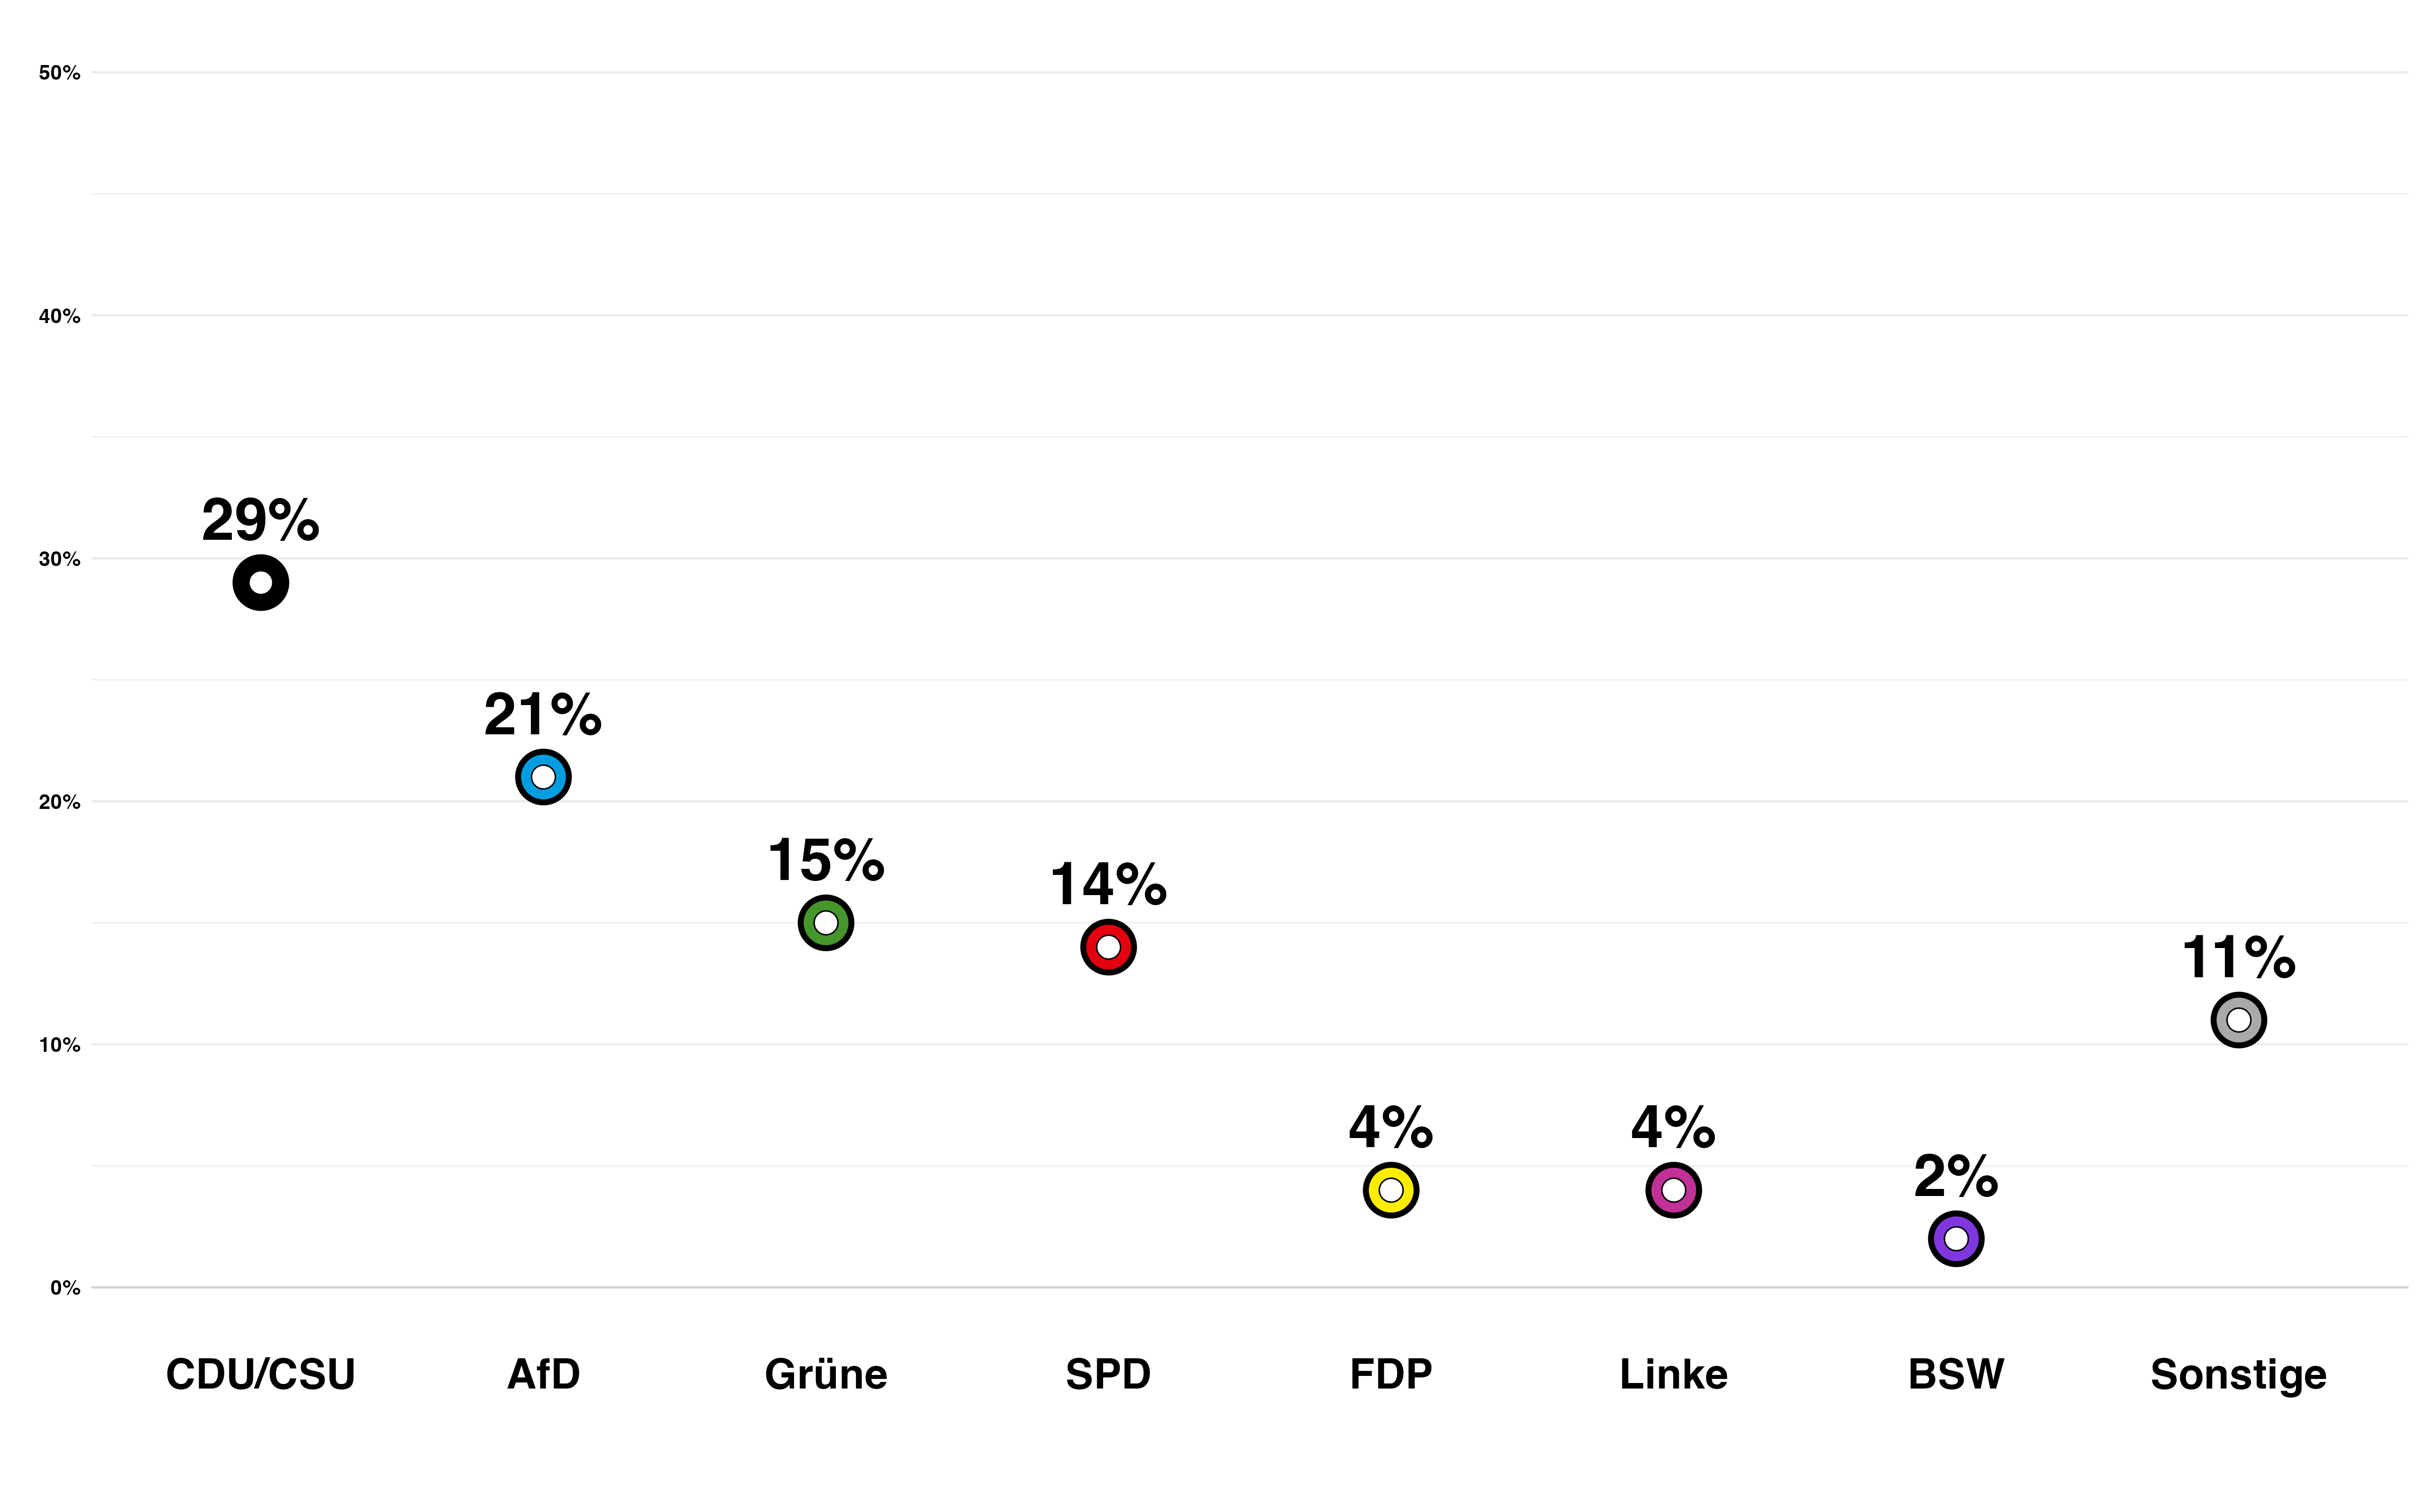 50%
40%
30%
20%
10%
0%
29%
21%
15%
14%
4%
4%
2%
11%
CDU/CSU
AfD
Grüne
SPD
FDP
Linke
BSW
Sonstige